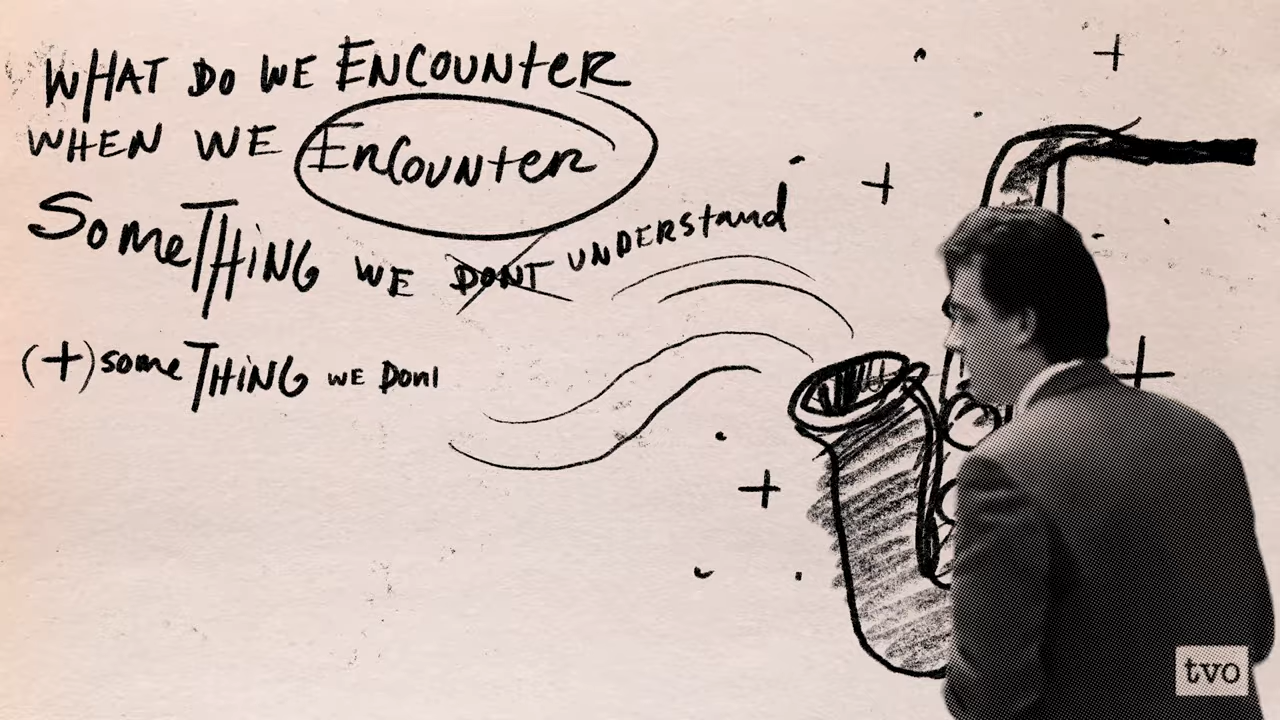 WHAT DO WE ENCOUNTER
WHEN WE ENCOUNTER
SOMETHING WE DONT UNDERSTAND
(+) SOMETHING WE DON
tvo